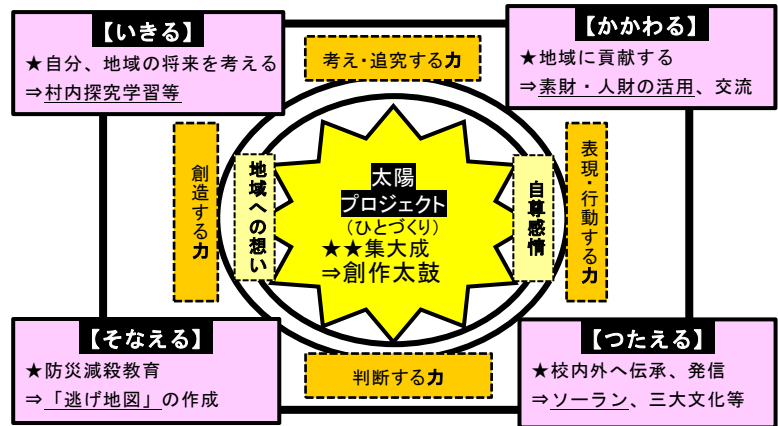 【いきる】
★自分、地域の将来を考える
⇒村内探究学習等
考え・追究する力
【かかわる】
★地域に貢献する
⇒素財・人財の活用、交流
創造する力
地域への想い
太陽
プロジェクト
(ひとづくり)
★★集大成
⇒創作太鼓
自尊感情
表現・行動する力
【そなえる】
★防災減殺教育
⇒「逃げ地図」の作成
判断する力
【つたえる】
★校内外へ伝承、発信
⇒ソーラン、三大文化等